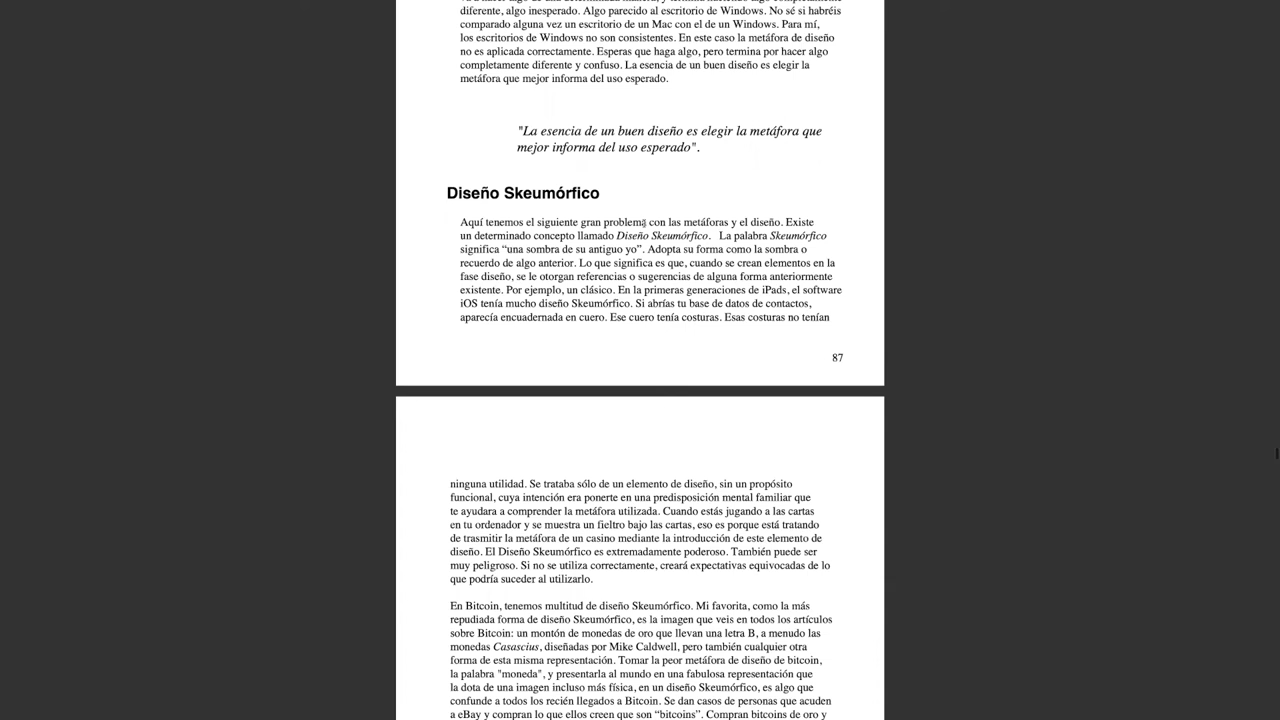 diferente, algo inesperado. Algo parecido al escritorio de Windows. No sé si habréis
comparado alguna vez un escritorio de un Mac con el de un Windows. Para mí,
los escritorios de Windows no son consistentes. En este caso la metáfora de diseño
no es aplicada correctamente. Esperas que haga algo, pero termina por hacer algo
completamente diferente y confuso. La esencia de un buen diseño es elegir la
metáfora que mejor informa del uso esperado.
"La esencia de un buen diseño es elegir la metáfora que
mejor informa del uso esperado".
Diseño Skeumórfico
Aquí tenemos el siguiente gran problema con las metáforas y el diseño. Existe
un determinado concepto llamado Diseño Skeumórfico. La palabra Skeumórfico
significa “una sombra de su antiguo yo”. Adopta su forma como la sombra o
recuerdo de algo anterior. Lo que significa es que, cuando se crean elementos en la
fase diseño, se le otorgan referencias o sugerencias de alguna forma anteriormente
existente. Por ejemplo, un clásico. En la primeras generaciones de iPads, el software
iOS tenía mucho diseño Skeumórfico. Si abrías tu base de datos de contactos,
aparecía encuadernada en cuero. Ese cuero tenía costuras. Esas costuras no tenían
87
ninguna utilidad. Se trataba sólo de un elemento de diseño, sin un propósito
funcional, cuya intención era ponerte en una predisposición mental familiar que
te ayudara a comprender la metáfora utilizada. Cuando estás jugando a las cartas
en tu ordenador y se muestra un fieltro bajo las cartas, eso es porque está tratando
de trasmitir la metáfora de un casino mediante la introducción de este elemento de
diseño. El Diseño Skeumórfico es extremadamente poderoso. También puede ser
muy peligroso. Si no se utiliza correctamente, creará expectativas equivocadas de lo
que podría suceder al utilizarlo.
En Bitcoin, tenemos multitud de diseño Skeumórfico. Mi favorita, como la más
repudiada forma de diseño Skeumórfico, es la imagen que veis en todos los artículos
sobre Bitcoin: un montón de monedas de oro que llevan una letra B, a menudo las
monedas Casascius, diseñadas por Mike Caldwell, pero también cualquier otra
forma de esta misma representación. Tomar la peor metáfora de diseño de bitcoin,
la palabra "moneda", y presentarla al mundo en una fabulosa representación que
la dota de una imagen incluso más física, en un diseño Skeumórfico, es algo que
confunde a todos los recién llegados a Bitcoin. Se dan casos de personas que acuden
a eBay y compran lo que ellos creen que son “bitcoins”. Compran bitcoins de oro y